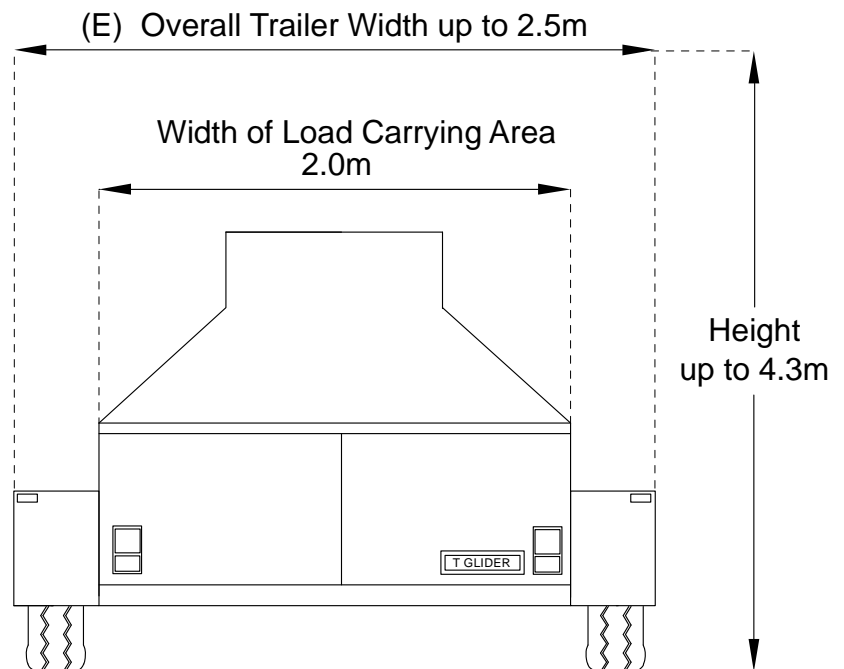 (E) Overall Trailer Width up to 2.5m
Width of Load Carrying Area
2.0m
Height
up to 4.3m
T GLIDER